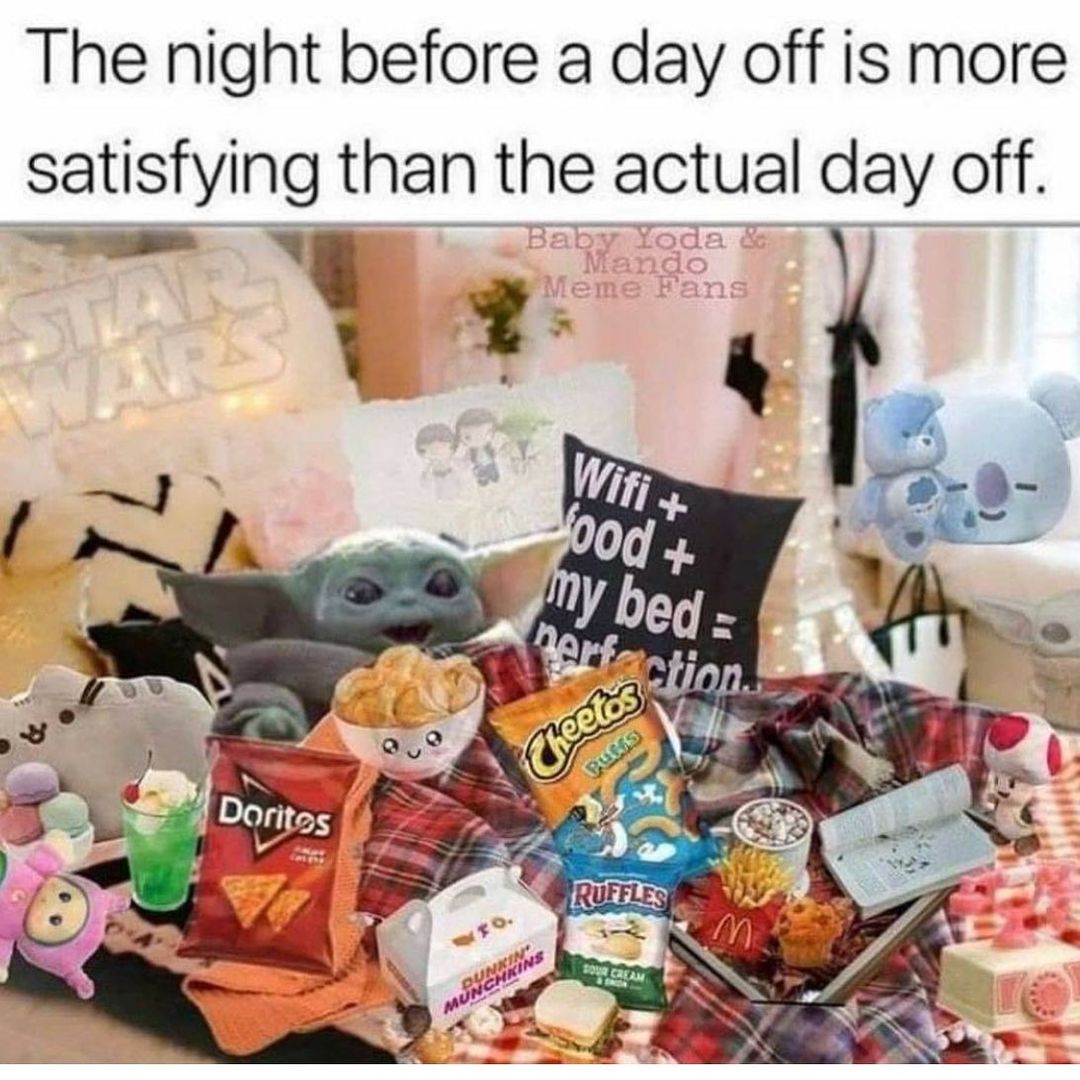 The night before a day off is more
satisfying than the actual day off.
Baby Yoda &
Mando
Meme Fans
STAR
WARS
Wifi +
food +
my bed =
Cheetos
PUFFS
Doritos
RUFFLES
SOUR CREAM
& ONION
DUNKIN'
MUNCHKINS